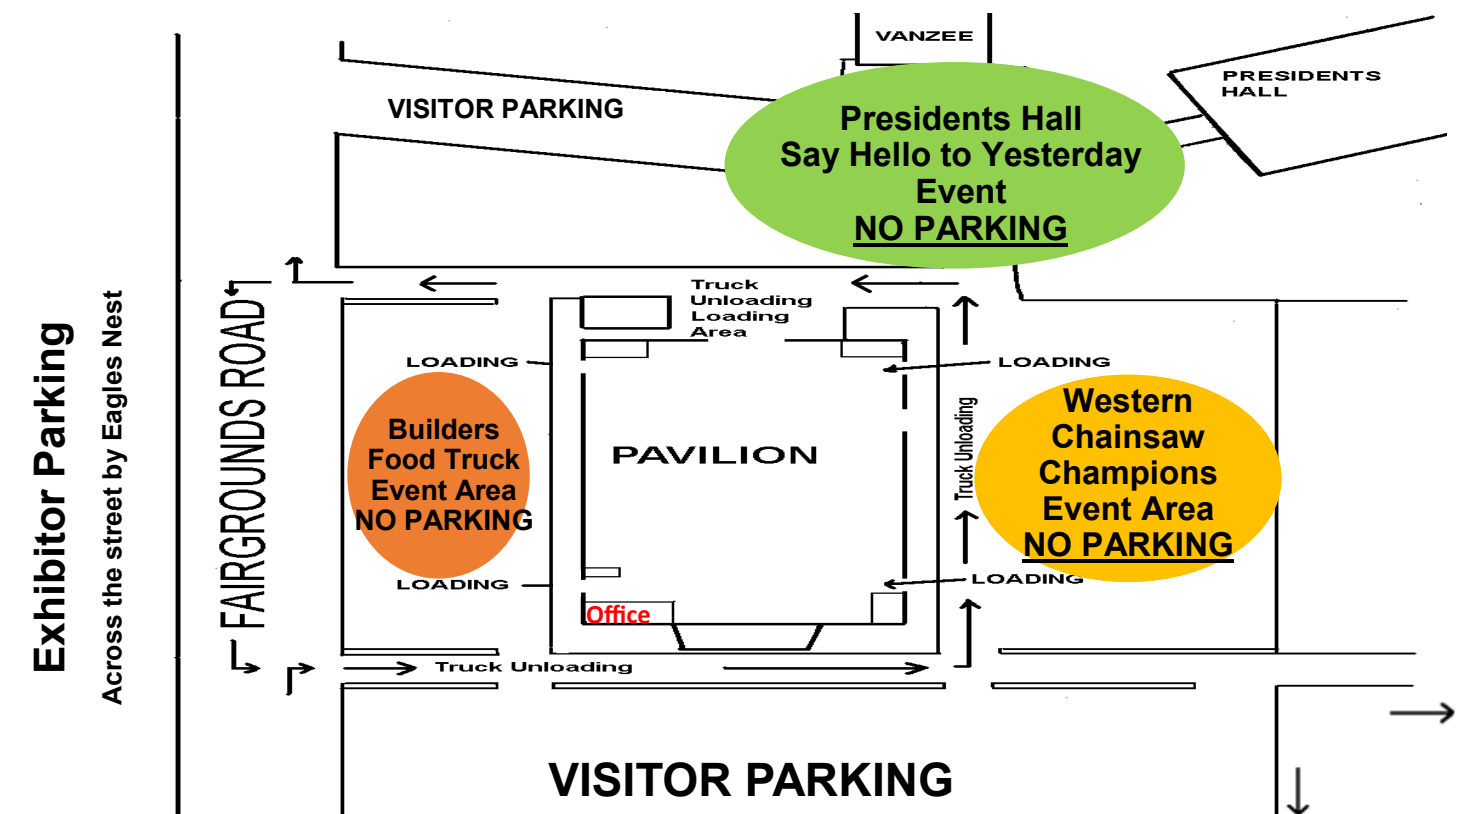 VANZEE
PRESIDENTS
HALL
VISITOR PARKING
Presidents Hall
Say Hello to Yesterday
Event
NO PARKING
Truck
Unloading
Loading
Area
Exhibitor Parking
Across the street by Eagles Nest
FAIRGROUNDS ROAD
LOADING
LOADING
Builders
Food Truck
Event Area
NO PARKING
PAVILION
Truck Unloading
Western
Chainsaw
Champions
Event Area
NO PARKING
LOADING
LOADING
Office
Truck Unloading
VISITOR PARKING